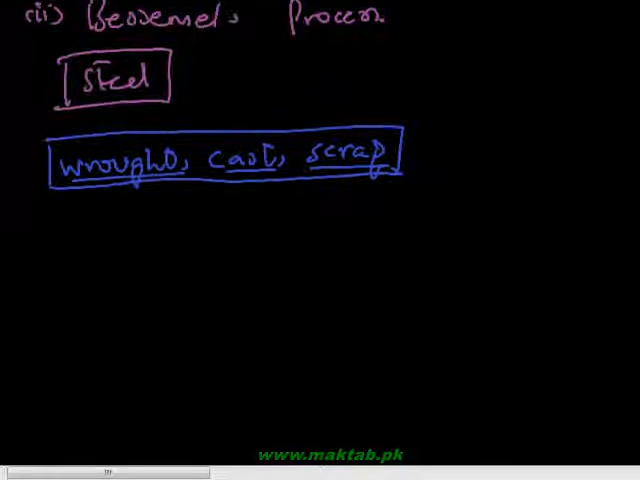 (ii) Bessemer's Process.
Steel
wrought, cast, scrap
www.maktab.pk